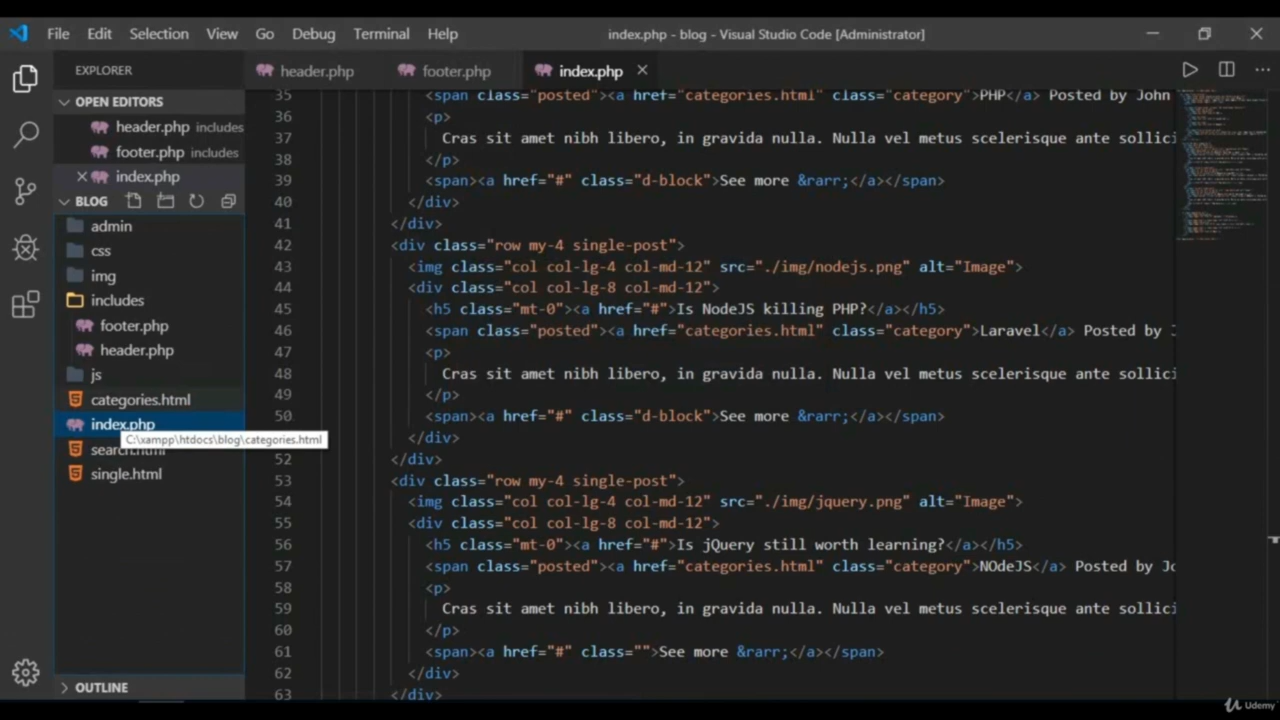 File Edit Selection View Go Debug Terminal Help
index.php - blog - Visual Studio Code [Administrator]
EXPLORER
OPEN EDITORS
header.php includes
footer.php includes
index.php
BLOG
admin
css
img
includes
footer.php
header.php
js
categories.html
index.php
C:\xampp\htdocs\blog\categories.html
search.html
single.html
OUTLINE
header.php footer.php index.php
35 <span class="posted"><a href="categories.html" class="category">PHP</a> Posted by John
36 <p>
37 Cras sit amet nibh libero, in gravida nulla. Nulla vel metus scelerisque ante sollici
38 </p>
39 <span><a href="#" class="d-block">See more &rarr;</a></span>
40 </div>
41 </div>
42 <div class="row my-4 single-post">
43 <img class="col col-lg-4 col-md-12" src="./img/nodejs.png" alt="Image">
44 <div class="col col-lg-8 col-md-12">
45 <h5 class="mt-0"><a href="#">Is NodeJS killing PHP?</a></h5>
46 <span class="posted"><a href="categories.html" class="category">Laravel</a> Posted by J
47 <p>
48 Cras sit amet nibh libero, in gravida nulla. Nulla vel metus scelerisque ante sollici
49 </p>
50 <span><a href="#" class="d-block">See more &rarr;</a></span>
51 </div>
52 </div>
53 <div class="row my-4 single-post">
54 <img class="col col-lg-4 col-md-12" src="./img/jquery.png" alt="Image">
55 <div class="col col-lg-8 col-md-12">
56 <h5 class="mt-0"><a href="#">Is jQuery still worth learning?</a></h5>
57 <span class="posted"><a href="categories.html" class="category">NOdeJS</a> Posted by Jo
58 <p>
59 Cras sit amet nibh libero, in gravida nulla. Nulla vel metus scelerisque ante sollici
60 </p>
61 <span><a href="#" class="">See more &rarr;</a></span>
62 </div>
63 </div>
Udemy